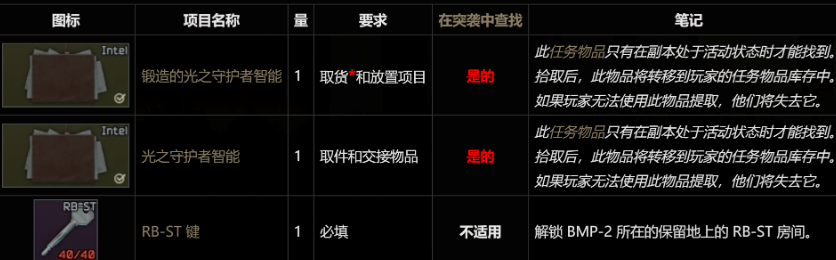 图标 项目名称 量 要求 在突袭中查找 笔记
Intel
锻造的光之守护者智能 1 取货*和放置项目 是的
此任务物品只有在副本处于活动状态时才能找到。
拾取后，此物品将转移到玩家的任务物品库存中。
如果玩家无法使用此物品提取，他们将失去它。
Intel
光之守护者智能 1 取件和交接物品 是的
此任务物品只有在副本处于活动状态时才能找到。
拾取后，此物品将转移到玩家的任务物品库存中。
如果玩家无法使用此物品提取，他们将失去它。
RB-ST
40/40
RB-ST 键 1 必填 不适用 解锁 BMP-2 所在的保留地上的 RB-ST 房间。